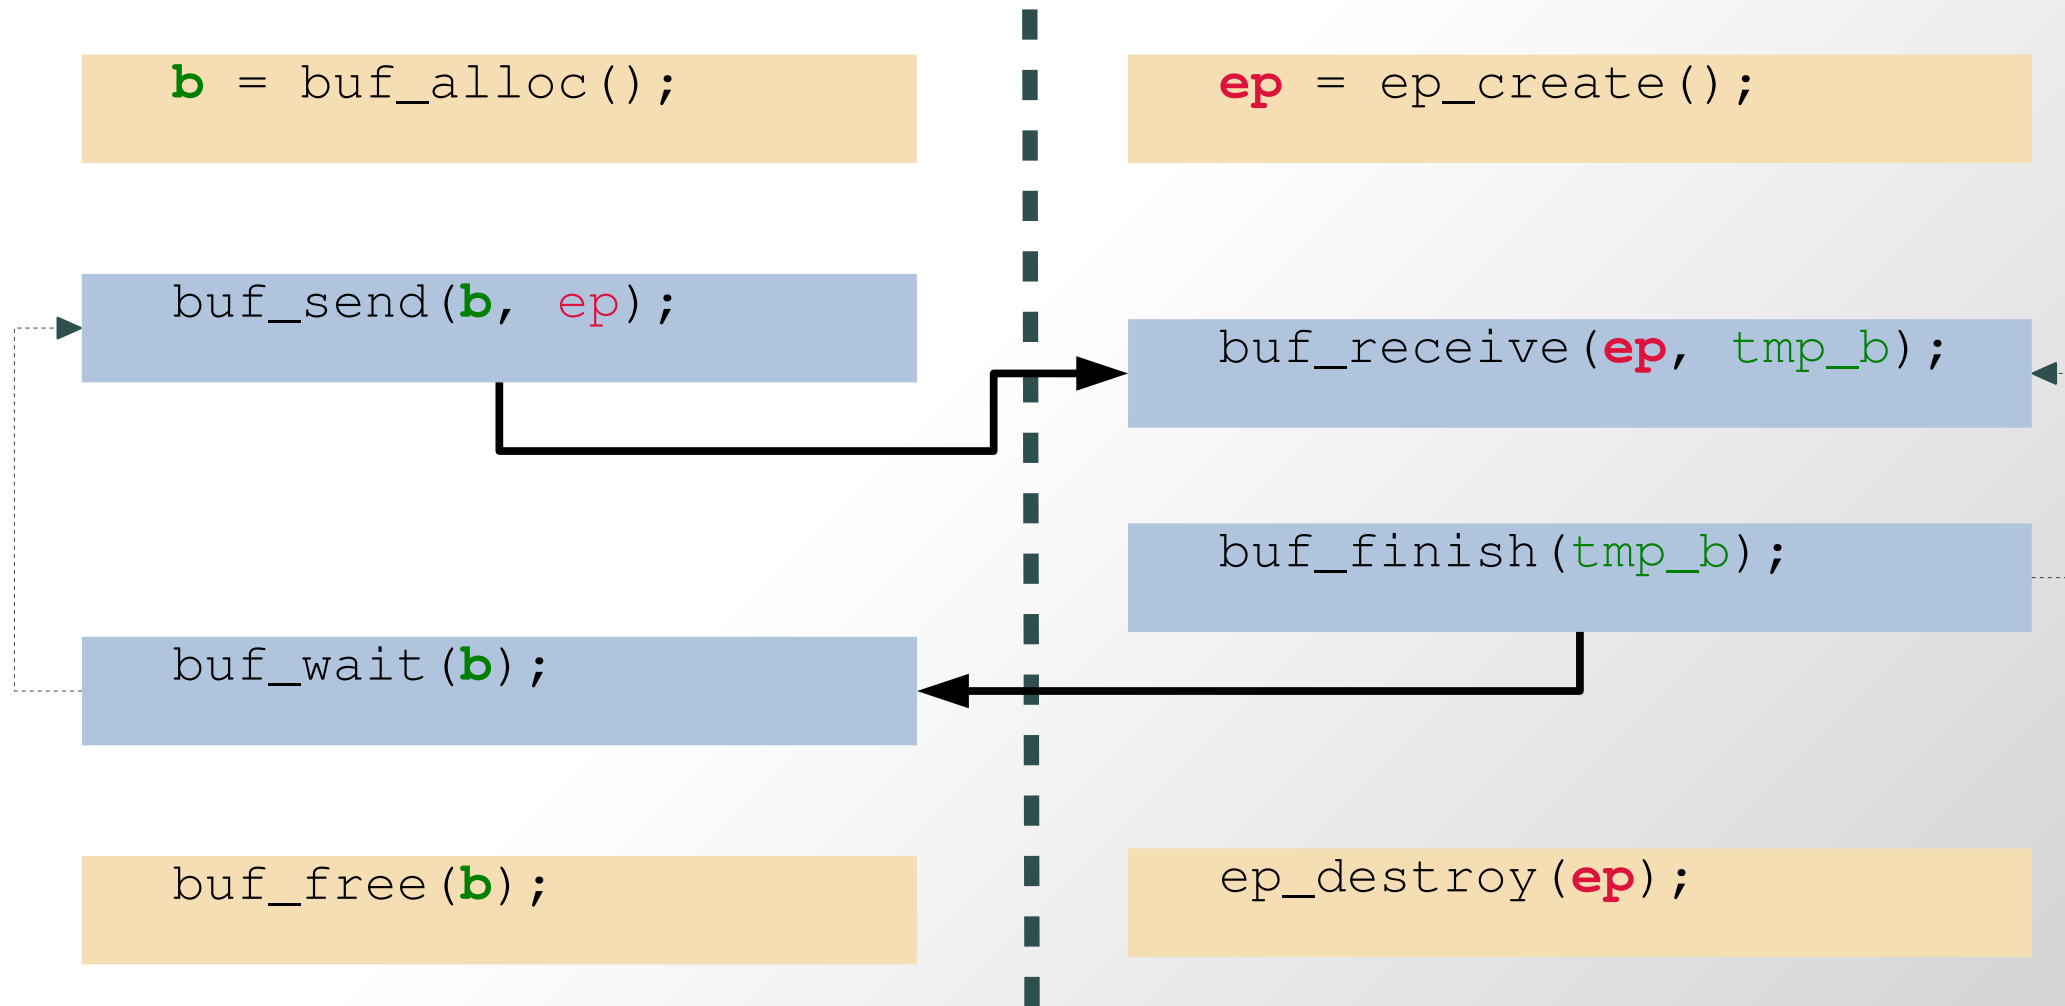 b = buf_alloc();
buf_send(b, ep);
buf_wait(b);
buf_free(b);
ep = ep_create();
buf_receive(ep, tmp_b);
buf_finish(tmp_b);
ep_destroy(ep);